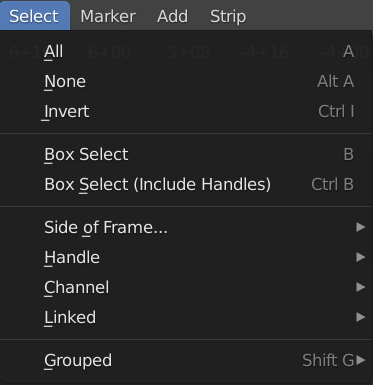 Select Marker Add Strip
All A
None Alt A
Invert Ctrl I
Box Select B
Box Select (Include Handles) Ctrl B
Side of Frame...
Handle
Channel
Linked
Grouped Shift G